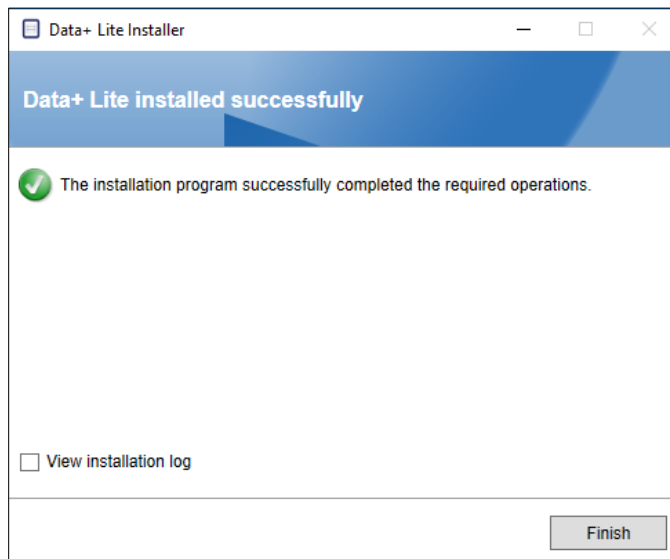 Data+ Lite Installer
Data+ Lite installed successfully
The installation program successfully completed the required operations.
View installation log
Finish